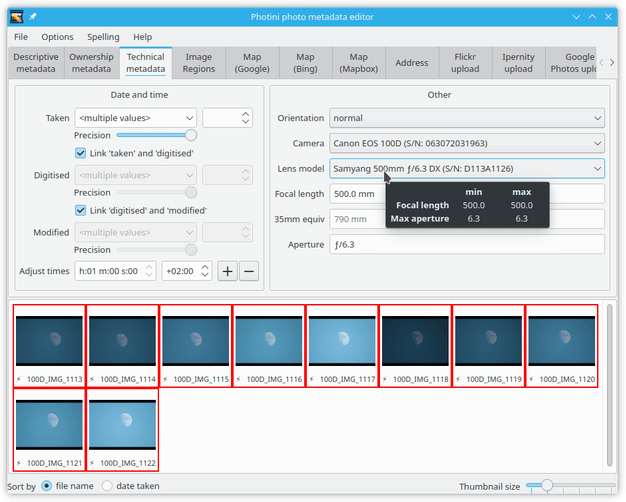 Photini photo metadata editor
File Options Spelling Help
Descriptive metadata
Ownership metadata
Technical metadata
Image Regions
Map (Google)
Map (Bing)
Map (Mapbox)
Address
Flickr upload
Ipernity upload
Google Photos uplo
Date and time
Taken <multiple values>
Precision
Link 'taken' and 'digitised'
Digitised <multiple values>
Precision
Link 'digitised' and 'modified'
Modified <multiple values>
Precision
Adjust times h:01 m:00 s:00 +02:00
Other
Orientation normal
Camera Canon EOS 100D (S/N: 063072031963)
Lens model Samyang 500mm ƒ/6.3 DX (S/N: D113A1126)
Focal length 500.0 mm
35mm equiv 790 mm
Aperture ƒ/6.3
min max
Focal length 500.0 500.0
Max aperture 6.3 6.3
100D_IMG_1113
100D_IMG_1114
100D_IMG_1115
100D_IMG_1116
100D_IMG_1117
100D_IMG_1118
100D_IMG_1119
100D_IMG_1120
100D_IMG_1121
100D_IMG_1122
Sort by file name date taken
Thumbnail size